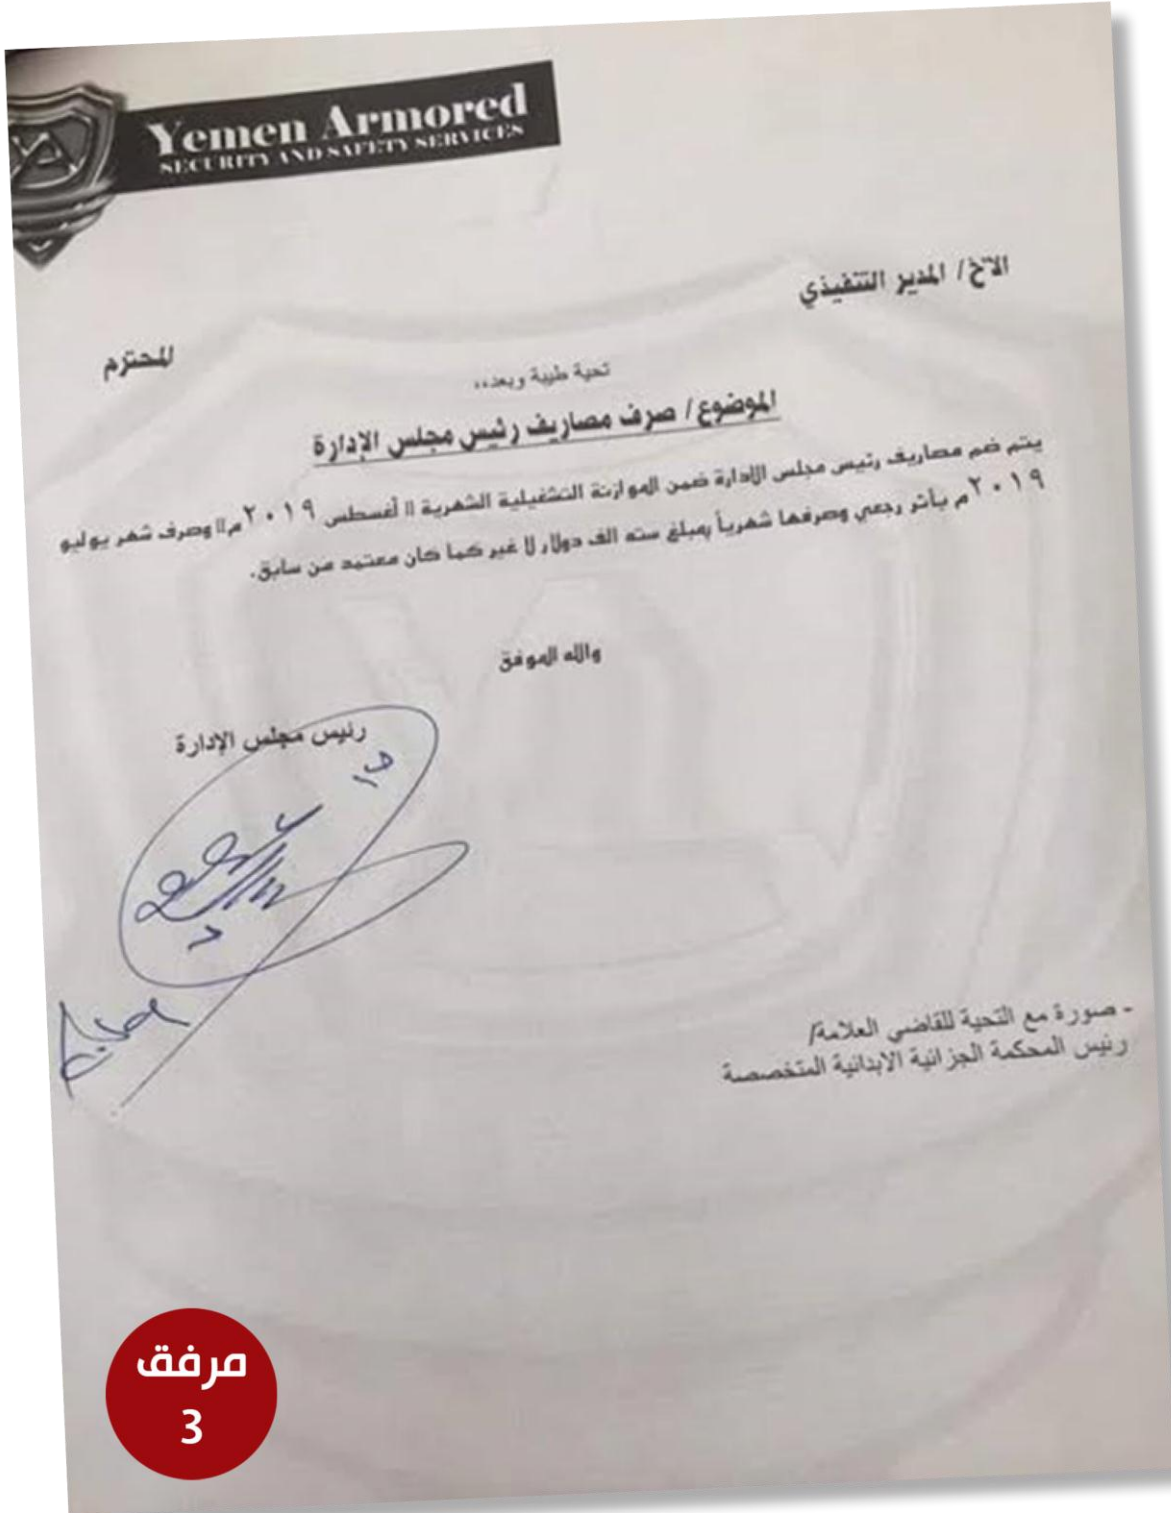 Yemen Armored
SECURITY AND SAFETY SERVICES
الأخ/ المدير التنفيذي
المحترم
تحية طيبة وبعد،،
الموضوع/ صرف مصاريف رئيس مجلس الإدارة
يتم ضم مصاريف رئيس مجلس الإدارة ضمن الموازنة التشغيلية الشهرية || أغسطس ٢٠١٩م|| وصرف شهر يوليو
٢٠١٩م بأثر رجعي وصرفها شهرياً بمبلغ سته الف دولار لا غير كما كان معتمد من سابق.
والله الموفق
رئيس مجلس الإدارة
- صورة مع التحية للقاضي العلامة/
رئيس المحكمة الجزائية الابدائية المتخصصة
مرفق
3